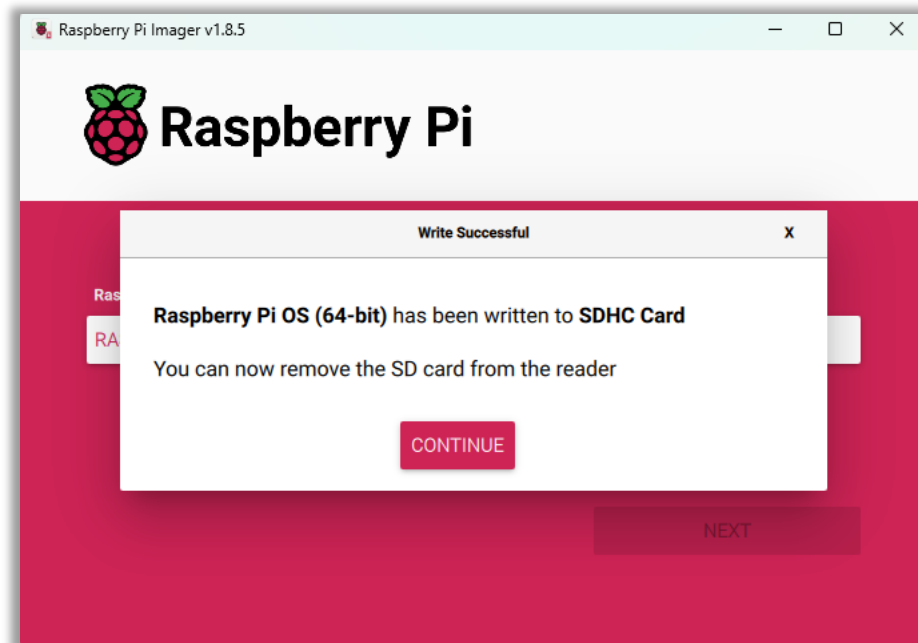 Raspberry Pi Imager v1.8.5
Raspberry Pi
Write Successful
X
Ras
RA
Raspberry Pi OS (64-bit) has been written to SDHC Card
You can now remove the SD card from the reader
CONTINUE
NEXT